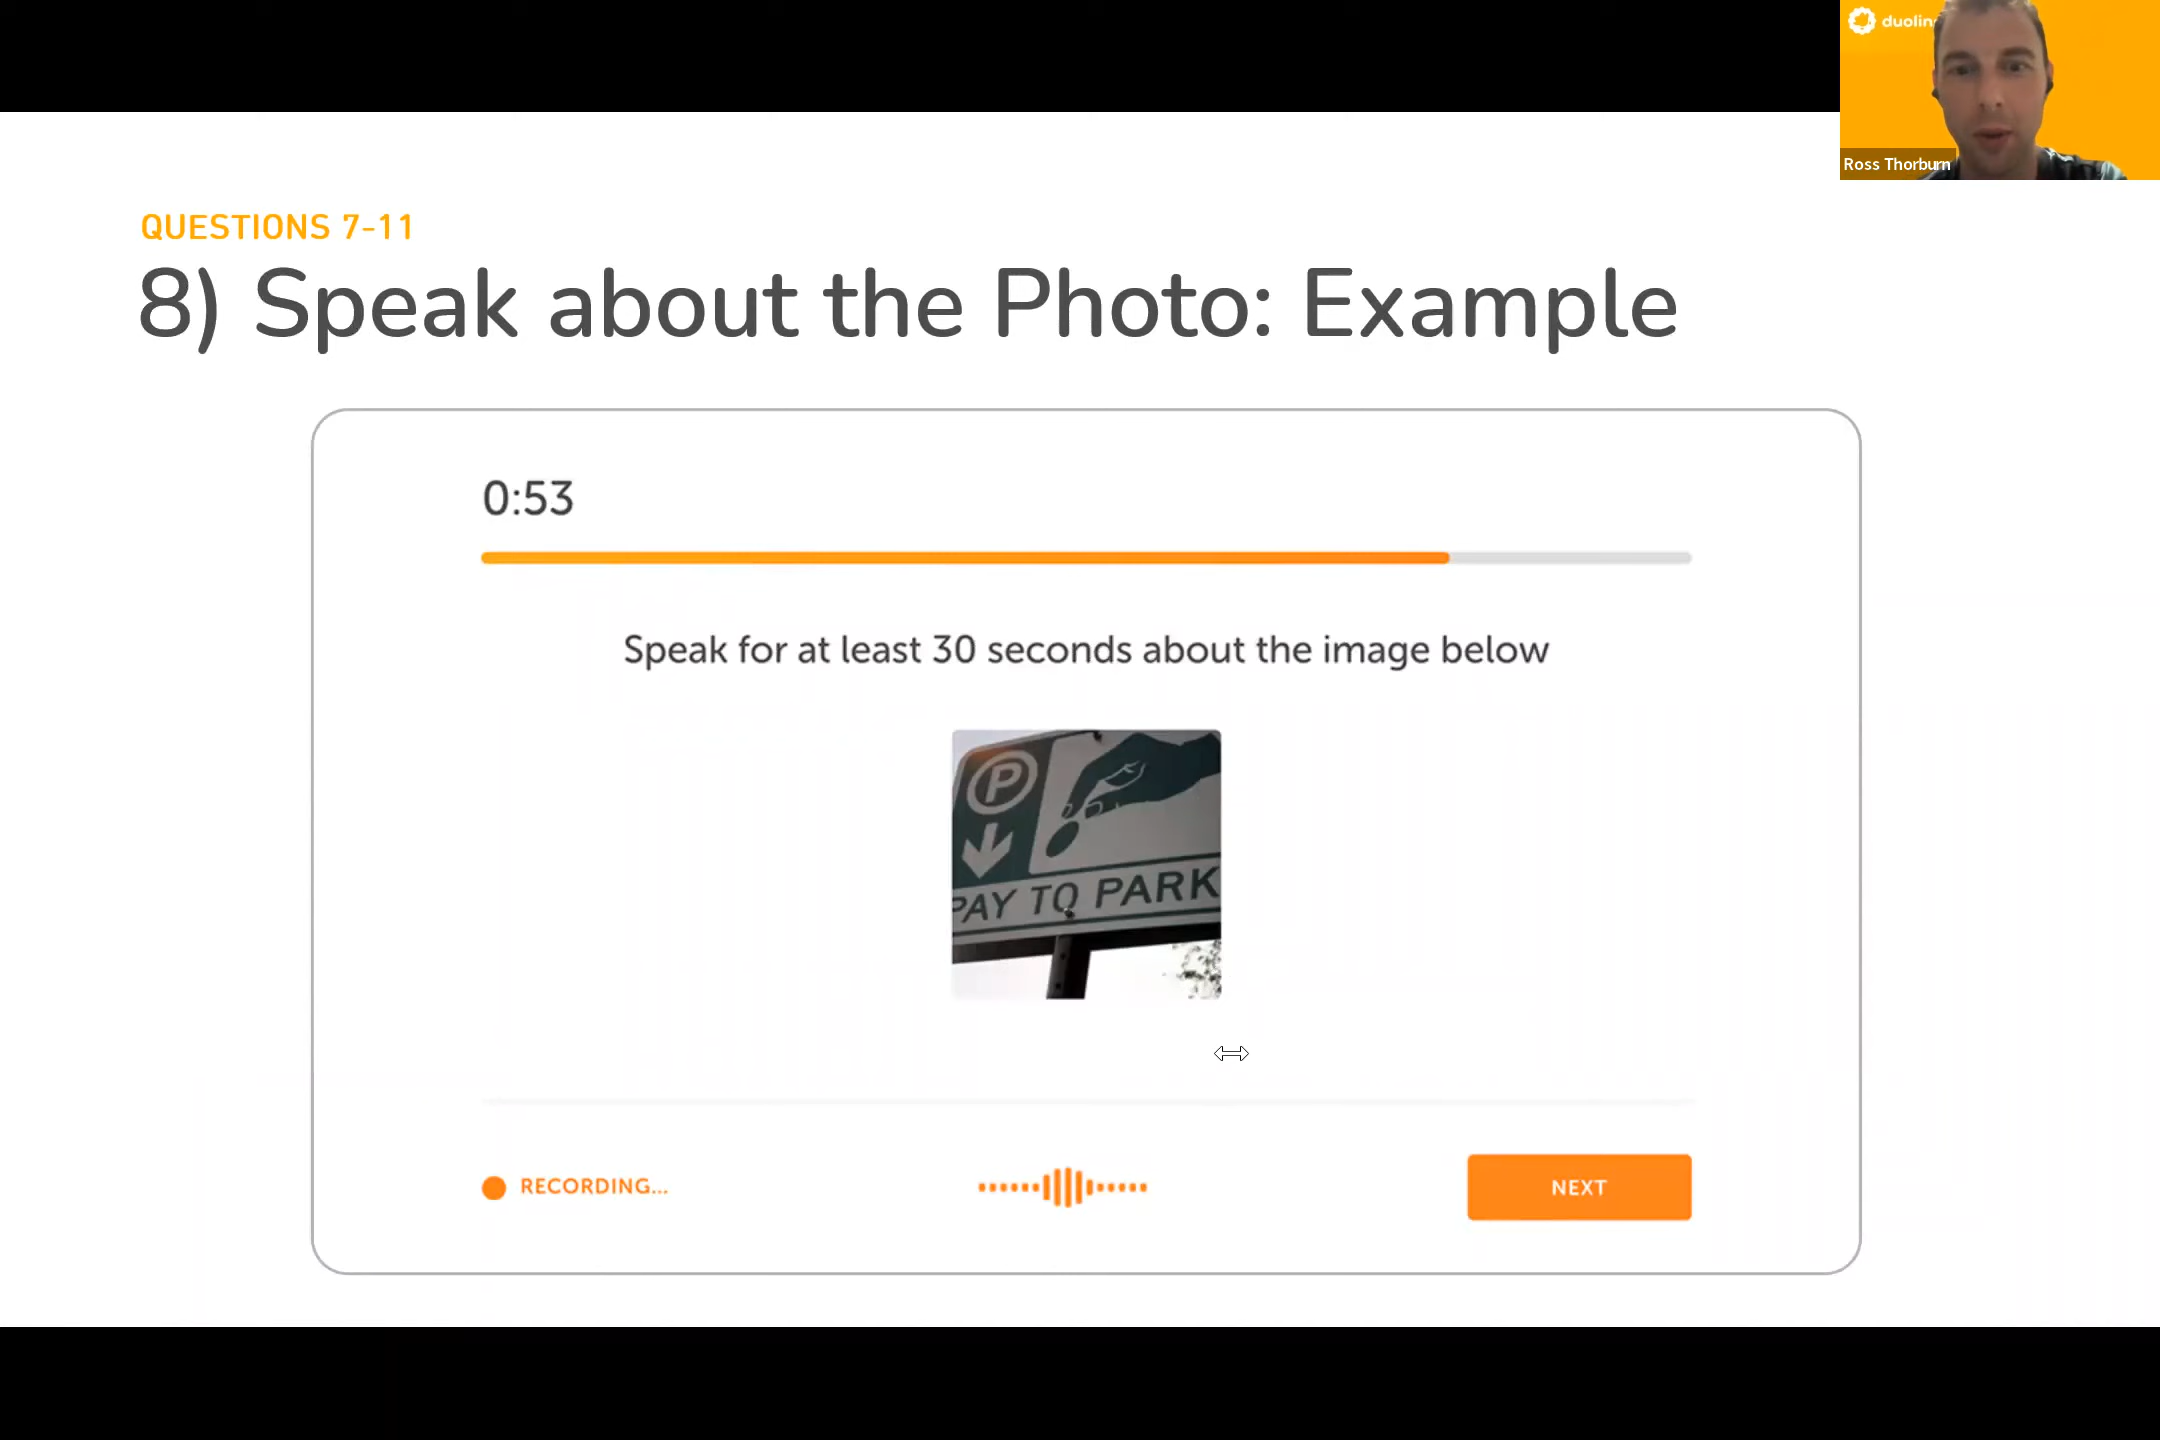 duolin
Ross Thorburn
QUESTIONS 7-11
8) Speak about the Photo: Example
0:53
Speak for at least 30 seconds about the image below
P
PAY TO PARK
RECORDING...
NEXT